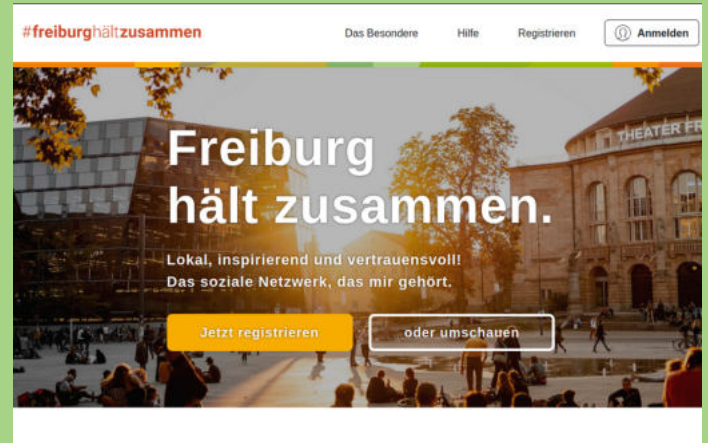 #freiburghältzusammen
Das Besondere
Hilfe
Registrieren
Anmelden
THEATER FR
Freiburg
hält zusammen.
Lokal, inspirierend und vertrauensvoll!
Das soziale Netzwerk, das mir gehört.
Jetzt registrieren
oder umschauen